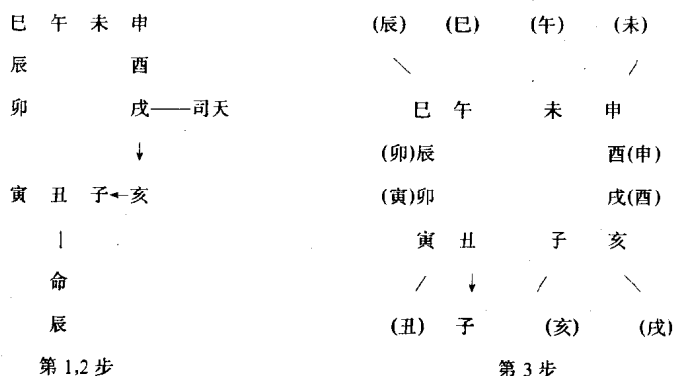 巳 午 未 申
辰 酉
卯 戌——司天
↓
寅 丑 子←亥
命
辰
第 1,2 步
(辰) (巳) (午) (未)
巳 午 未 申
(卯)辰 酉(申)
(寅)卯 戌(酉)
寅 丑 子 亥
↓
(丑) 子 (亥) (戌)
第 3 步